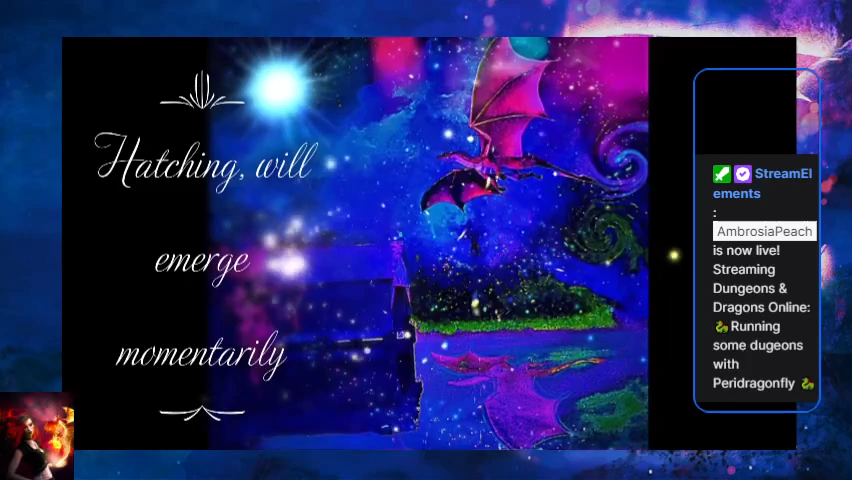 Hatching, will
emerge
momentarily
StreamEl
ements
:
AmbrosiaPeach
is now live!
Streaming
Dungeons &
Dragons Online:
🐉Running
some dugeons
with
Peridragonfly 🐉